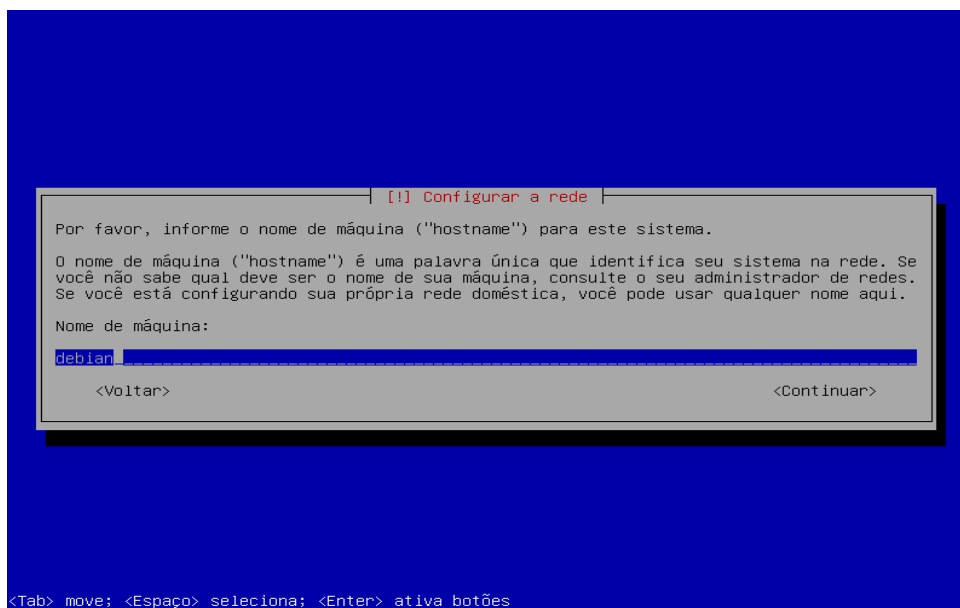 [!] Configurar a rede
Por favor, informe o nome de máquina ("hostname") para este sistema.
O nome de máquina ("hostname") é uma palavra única que identifica seu sistema na rede. Se
você não sabe qual deve ser o nome de sua máquina, consulte o seu administrador de redes.
Se você está configurando sua própria rede doméstica, você pode usar qualquer nome aqui.
Nome de máquina:
debian
<Voltar> <Continuar>
<Tab> move; <Espaço> seleciona; <Enter> ativa botões